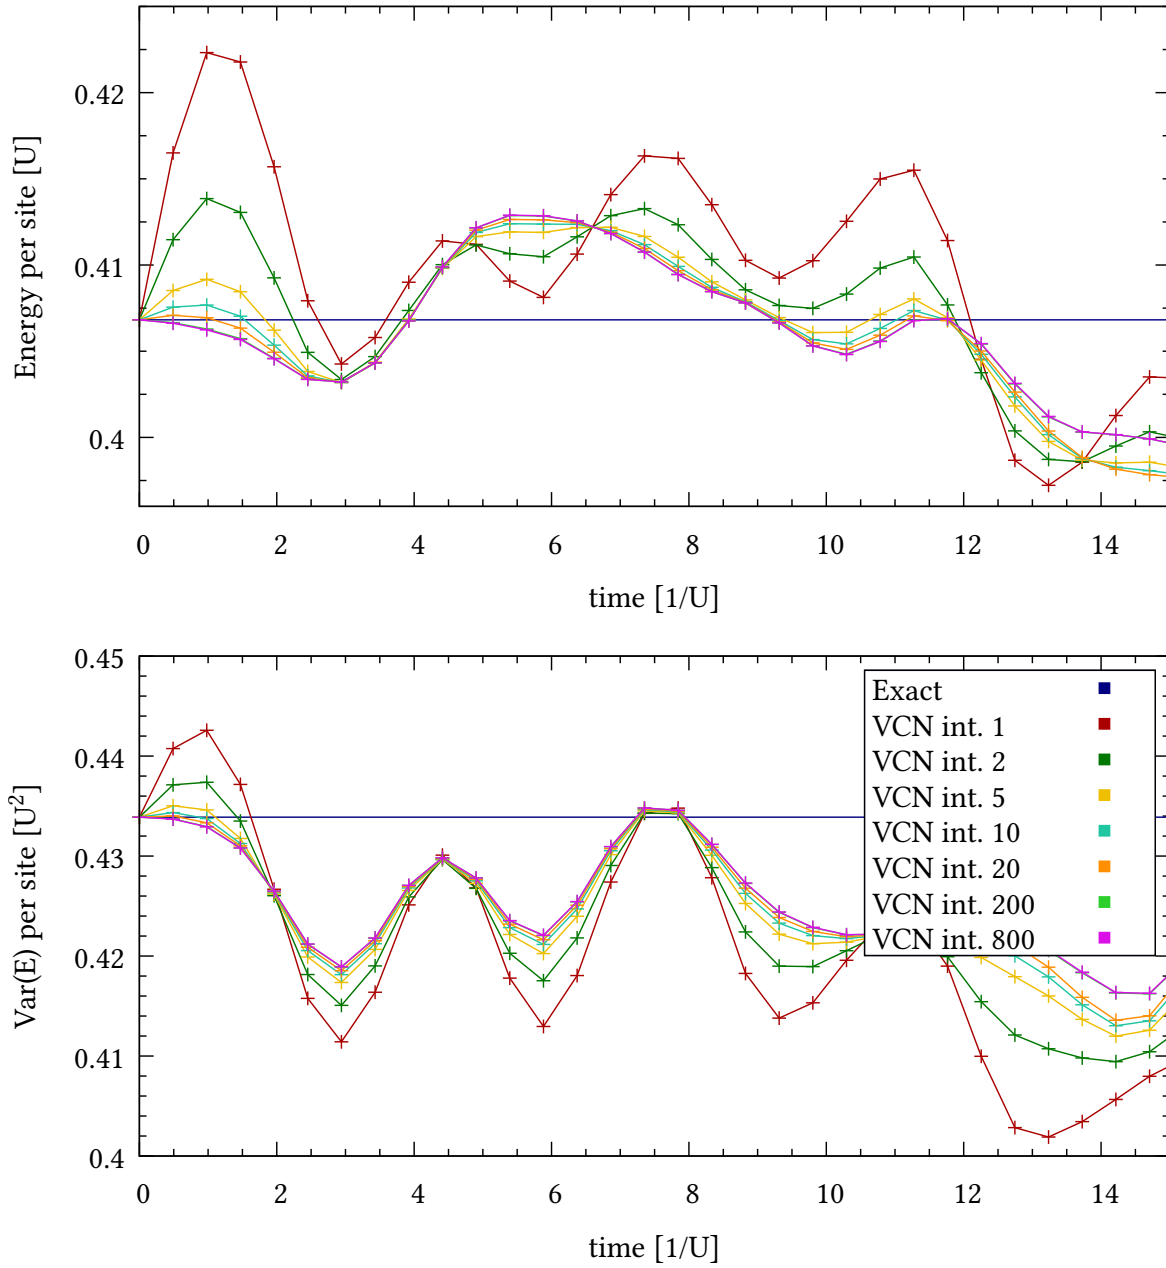 Energy per site [U]
0.42
0.41
0.4
0 2 4 6 8 10 12 14
time [1/U]
Var(E) per site [U²]
0.45
0.44
0.43
0.42
0.41
0.4
Exact
VCN int. 1
VCN int. 2
VCN int. 5
VCN int. 10
VCN int. 20
VCN int. 200
VCN int. 800
0 2 4 6 8 10 12 14
time [1/U]